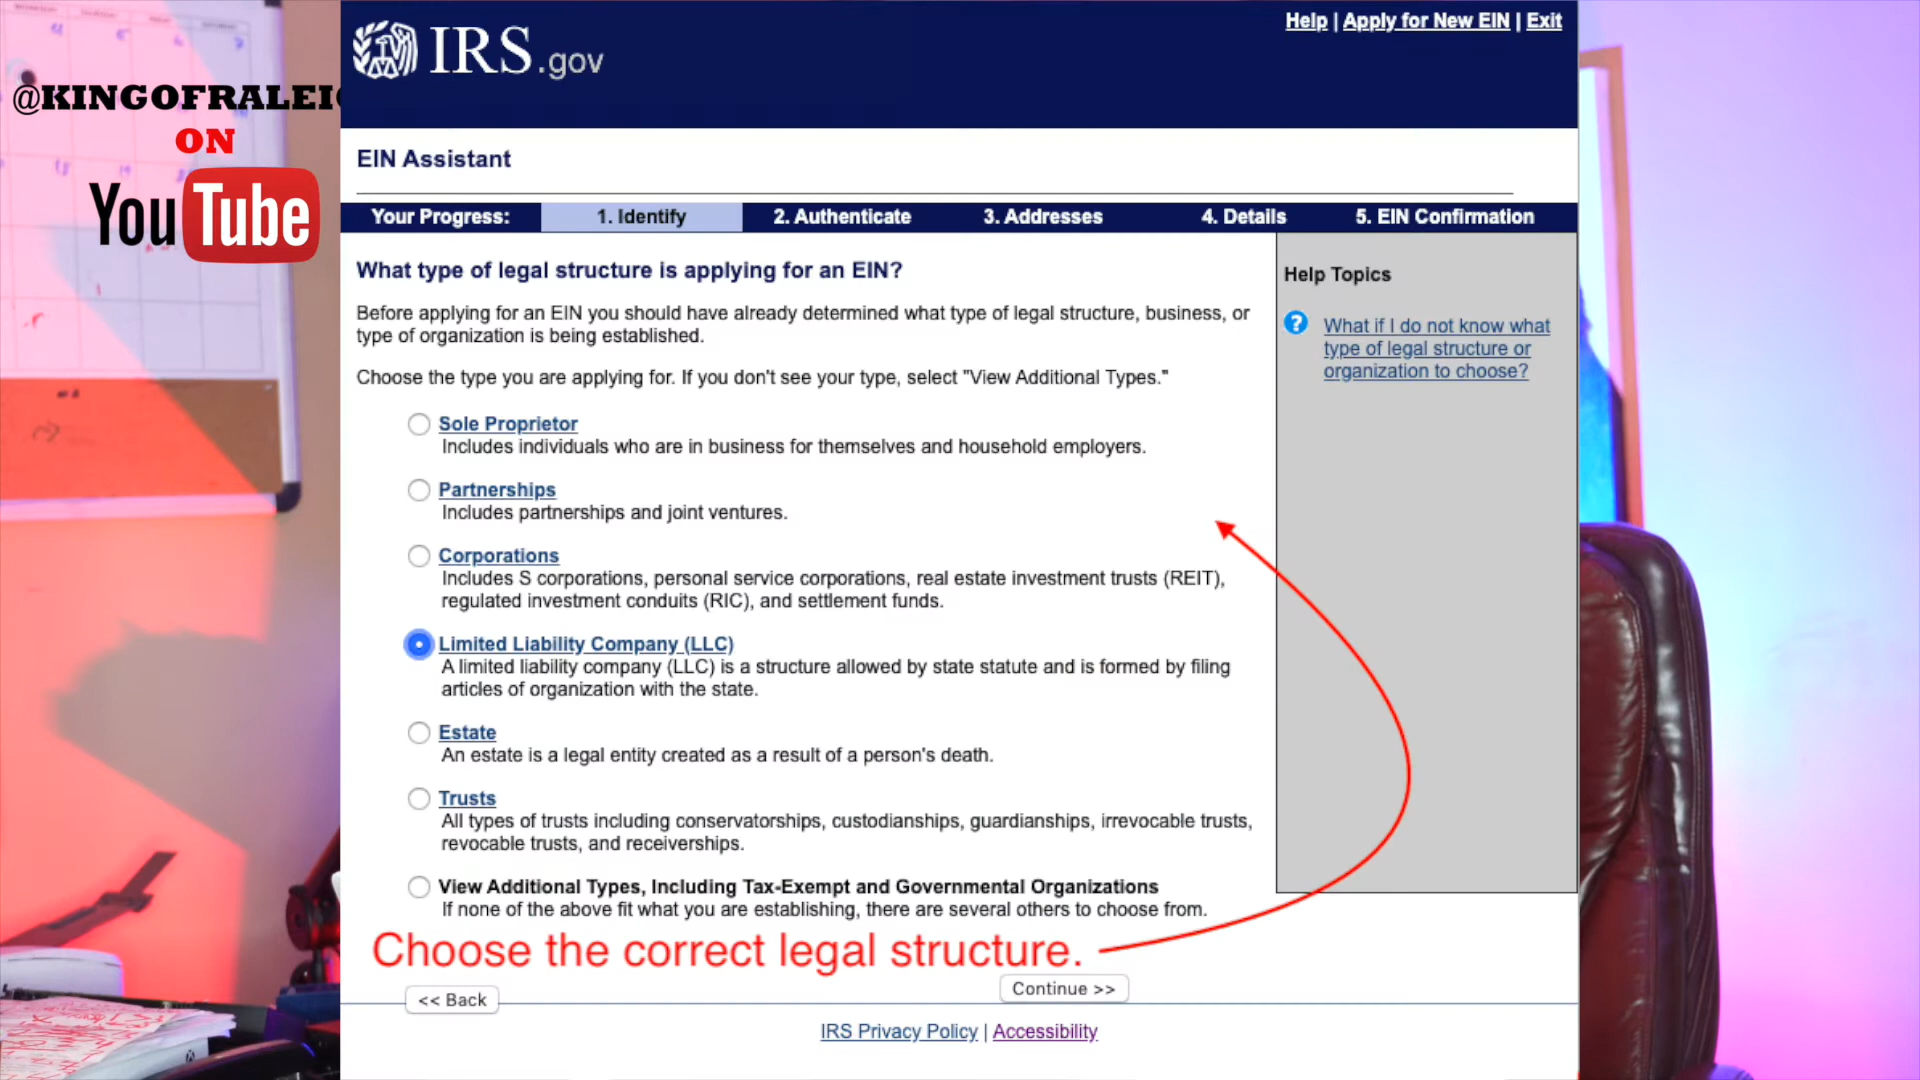 @KINGOFRALEI
ON
YouTube
IRS.gov
Help | Apply for New EIN | Exit
EIN Assistant
Your Progress: 1. Identify 2. Authenticate 3. Addresses 4. Details 5. EIN Confirmation
What type of legal structure is applying for an EIN?
Before applying for an EIN you should have already determined what type of legal structure, business, or
type of organization is being established.
Choose the type you are applying for. If you don't see your type, select "View Additional Types."
Sole Proprietor
Includes individuals who are in business for themselves and household employers.
Partnerships
Includes partnerships and joint ventures.
Corporations
Includes S corporations, personal service corporations, real estate investment trusts (REIT),
regulated investment conduits (RIC), and settlement funds.
Limited Liability Company (LLC)
A limited liability company (LLC) is a structure allowed by state statute and is formed by filing
articles of organization with the state.
Estate
An estate is a legal entity created as a result of a person's death.
Trusts
All types of trusts including conservatorships, custodianships, guardianships, irrevocable trusts,
revocable trusts, and receiverships.
View Additional Types, Including Tax-Exempt and Governmental Organizations
If none of the above fit what you are establishing, there are several others to choose from.
Help Topics
? What if I do not know what
type of legal structure or
organization to choose?
Choose the correct legal structure.
<< Back
Continue >>
IRS Privacy Policy | Accessibility